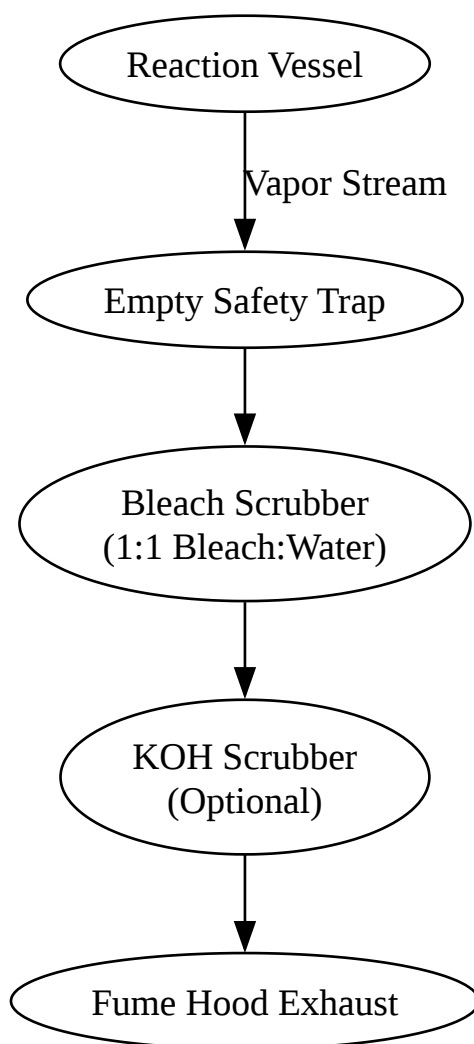 Reaction Vessel
Vapor Stream
Empty Safety Trap
Bleach Scrubber
(1:1 Bleach:Water)
KOH Scrubber
(Optional)
Fume Hood Exhaust